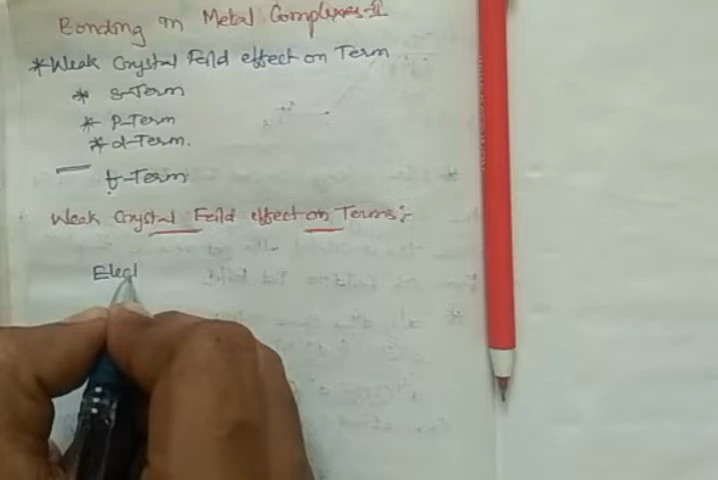 Bonding in Metal Complexes-II
*Weak Crystal Feild effect on Term
* S-Term
* P-Term
* d-Term.
f-Term
Weak Crystal Feild effect on Terms:-
Elect